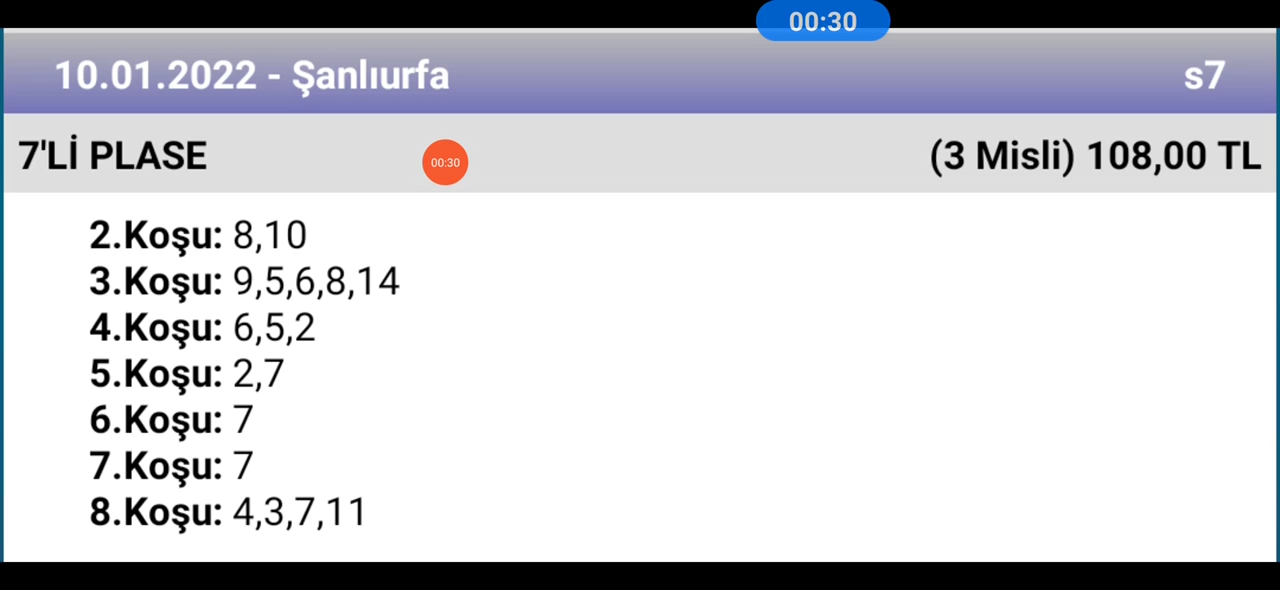 00:30
10.01.2022 - Şanlıurfa s7
7'Lİ PLASE 00:30 (3 Misli) 108,00 TL
2.Koşu: 8,10
3.Koşu: 9,5,6,8,14
4.Koşu: 6,5,2
5.Koşu: 2,7
6.Koşu: 7
7.Koşu: 7
8.Koşu: 4,3,7,11